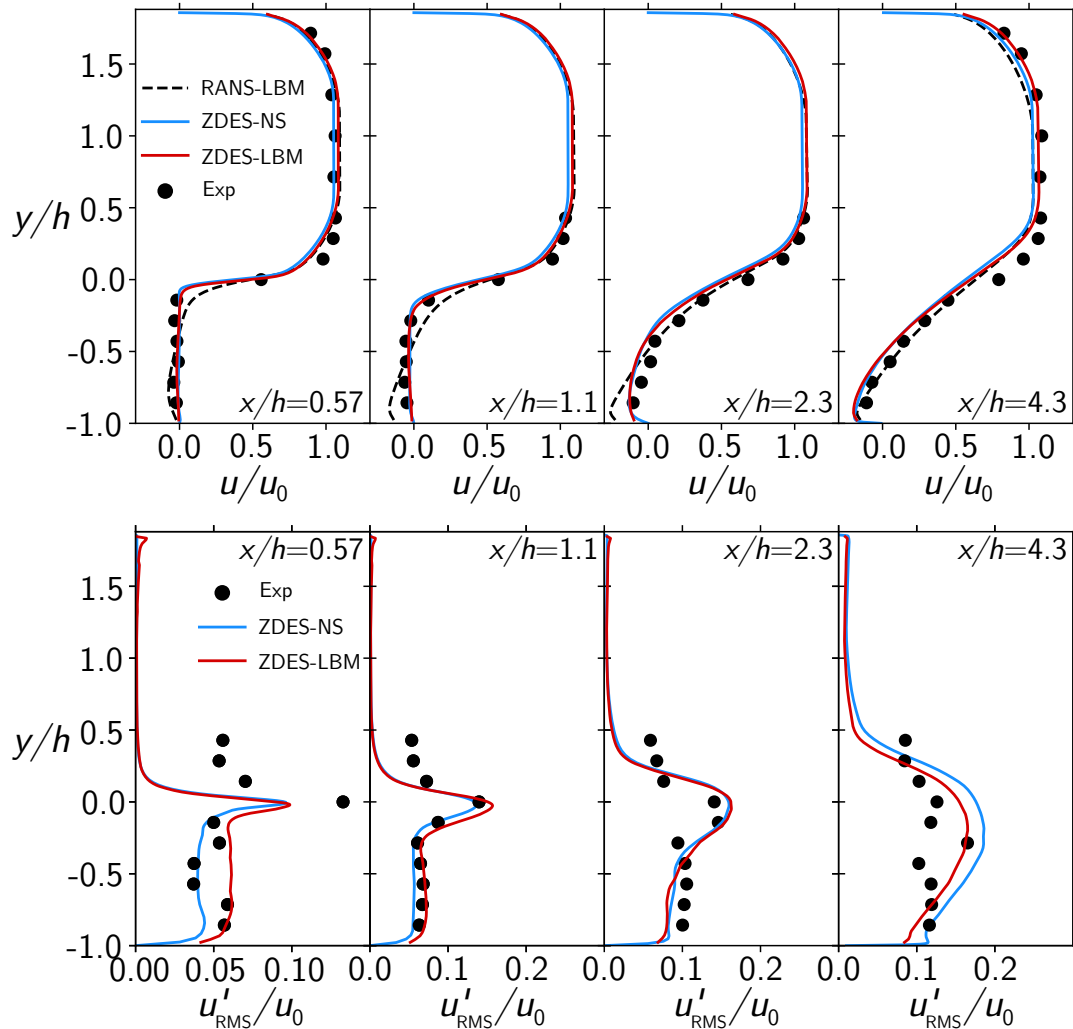 1.5
1.0
0.5
0.0
-0.5
-1.0
y/h
RANS-LBM
ZDES-NS
ZDES-LBM
Exp
x/h=0.57
x/h=1.1
x/h=2.3
x/h=4.3
0.0 0.5 1.0
0.0 0.5 1.0
0.0 0.5 1.0
0.0 0.5 1.0
u/u0
u/u0
u/u0
u/u0
x/h=0.57
x/h=1.1
x/h=2.3
x/h=4.3
1.5
1.0
0.5
0.0
-0.5
-1.0
y/h
Exp
ZDES-NS
ZDES-LBM
0.00 0.05 0.10
0.0 0.1 0.2
0.0 0.1 0.2
0.0 0.1 0.2
u'RMS/u0
u'RMS/u0
u'RMS/u0
u'RMS/u0